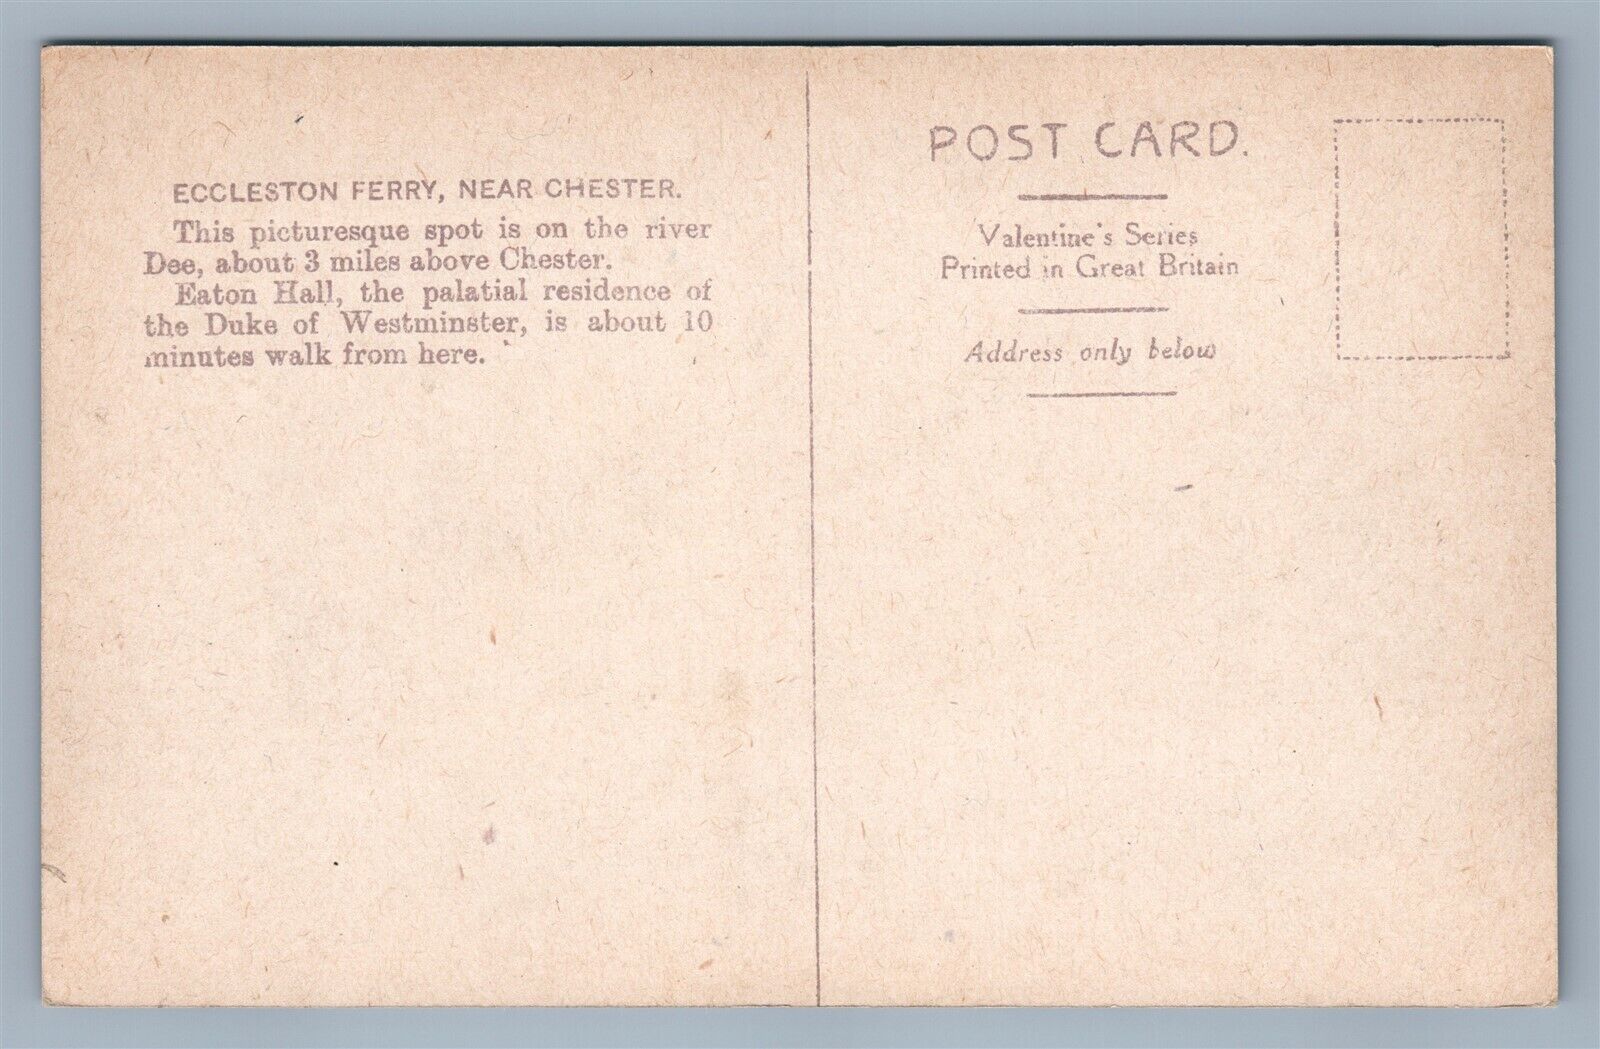 ECCLESTON FERRY, NEAR CHESTER.
This picturesque spot is on the river
Dee, about 3 miles above Chester.
Eaton Hall, the palatial residence of
the Duke of Westminster, is about 10
minutes walk from here.
POST CARD.
Valentine's Series
Printed in Great Britain
Address only below